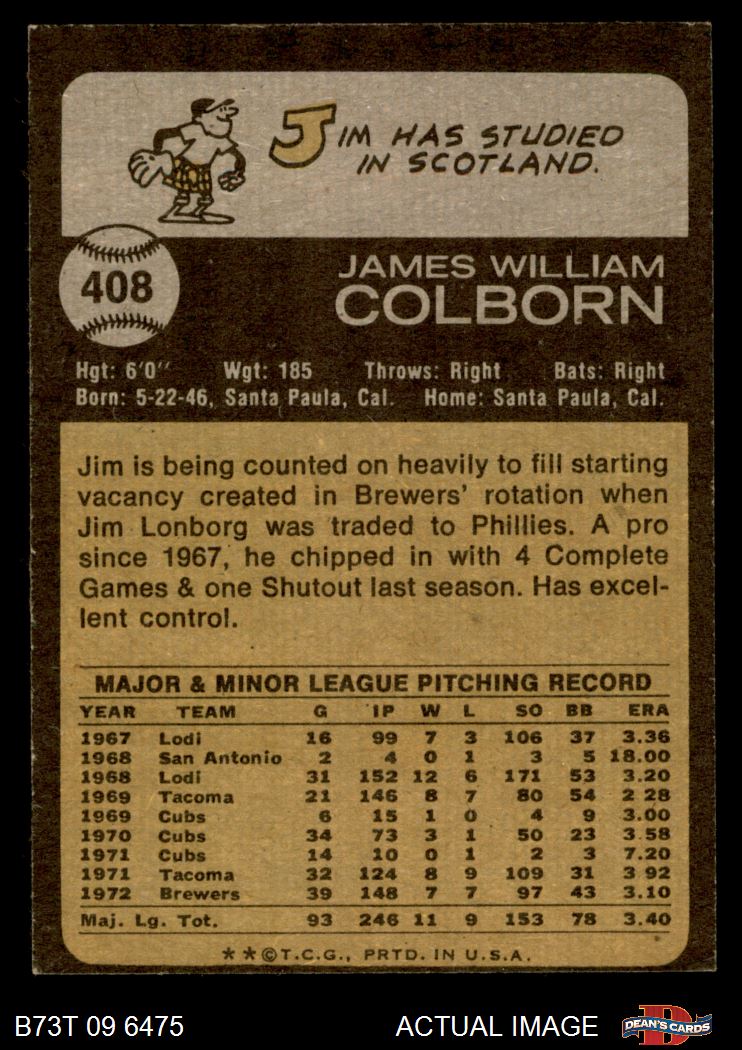 JIM HAS STUDIED
IN SCOTLAND.
408
JAMES WILLIAM
COLBORN
Hgt: 6'0" Wgt: 185 Throws: Right Bats: Right
Born: 5-22-46, Santa Paula, Cal. Home: Santa Paula, Cal.
Jim is being counted on heavily to fill starting
vacancy created in Brewers' rotation when
Jim Lonborg was traded to Phillies. A pro
since 1967, he chipped in with 4 Complete
Games & one Shutout last season. Has excel-
lent control.
MAJOR & MINOR LEAGUE PITCHING RECORD
YEAR TEAM G IP W L SO BB ERA
1967 Lodi 16 99 7 3 106 37 3.36
1968 San Antonio 2 4 0 1 3 5 18.00
1968 Lodi 31 152 12 6 171 53 3.20
1969 Tacoma 21 146 8 7 80 54 2 28
1969 Cubs 6 15 1 0 4 9 3.00
1970 Cubs 34 73 3 1 50 23 3.58
1971 Cubs 14 10 0 1 2 3 7.20
1971 Tacoma 32 124 8 9 109 31 3 92
1972 Brewers 39 148 7 7 97 43 3.10
Maj. Lg. Tot. 93 246 11 9 153 78 3.40
**©T.C.G., PRTD. IN U.S.A.
B73T 09 6475 ACTUAL IMAGE D DEAN'S CARDS